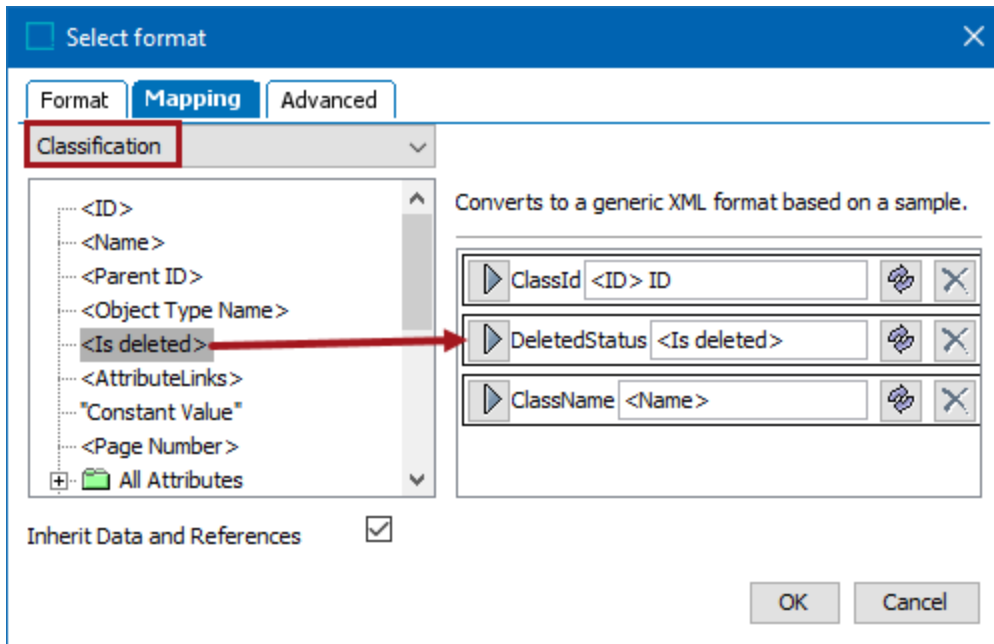 Select format
Format Mapping Advanced
Classification
<ID>
<Name>
<Parent ID>
<Object Type Name>
<Is deleted>
<AttributeLinks>
"Constant Value"
<Page Number>
All Attributes
Converts to a generic XML format based on a sample.
ClassId <ID> ID
DeletedStatus <Is deleted>
ClassName <Name>
Inherit Data and References
OK Cancel